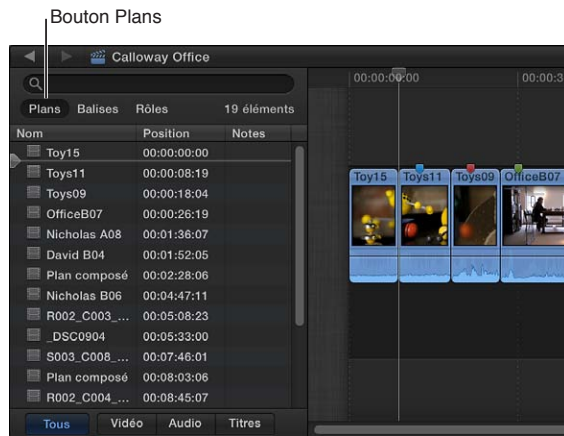 Bouton Plans
Calloway Office
Plans Balises Rôles 19 éléments
Nom Position Notes
Toy15 00:00:00:00
Toys11 00:00:08:19
Toys09 00:00:18:04
OfficeB07 00:00:26:19
Nicholas A08 00:01:36:07
David B04 00:01:52:05
Plan composé 00:02:28:06
Nicholas B06 00:04:47:11
R002_C003_... 00:05:08:23
_DSC0904 00:05:33:00
S003_C008_... 00:07:46:01
Plan composé 00:08:03:06
R002_C004_... 00:08:45:07
Tous Vidéo Audio Titres
00:00:00:00 00:00:3
Toy15 Toys11 Toys09 OfficeB07